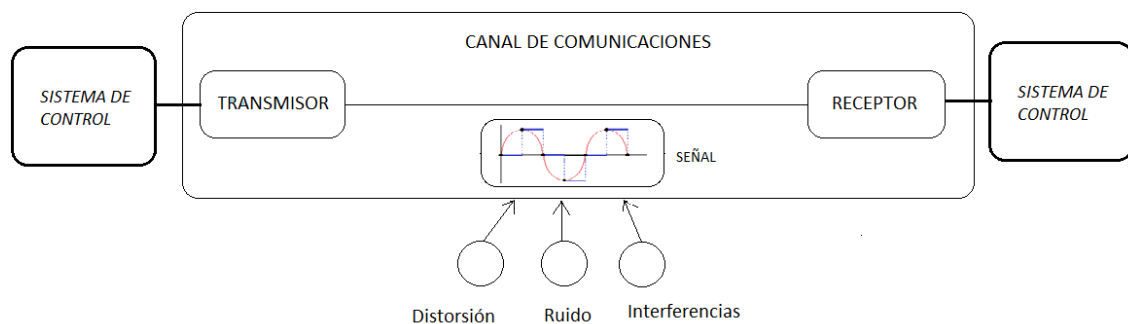 CANAL DE COMUNICACIONES
SISTEMA DE
CONTROL
TRANSMISOR
RECEPTOR
SISTEMA DE
CONTROL
SEÑAL
Distorsión
Ruido
Interferencias